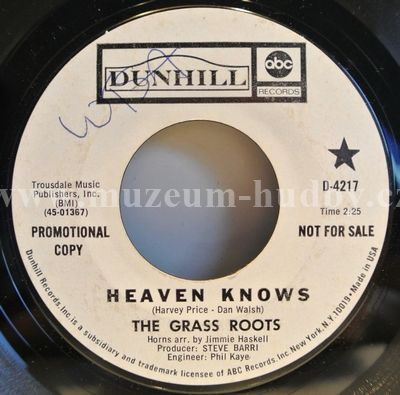 DUNHILL
abc
RECORDS
Trousdale Music
Publishers, Inc.
(BMI)
(45-01367)
PROMOTIONAL
COPY
D-4217
Time 2:25
NOT FOR SALE
www.muzeum-hudby.cz
HEAVEN KNOWS
(Harvey Price - Dan Walsh)
THE GRASS ROOTS
Horns arr. by Jimmie Haskell
Producer: STEVE BARRI
Engineer: Phil Kaye
Dunhill Records, Inc. is a subsidiary and trademark licensee of ABC Records, Inc. New York, N.Y. 10019 • Made in USA